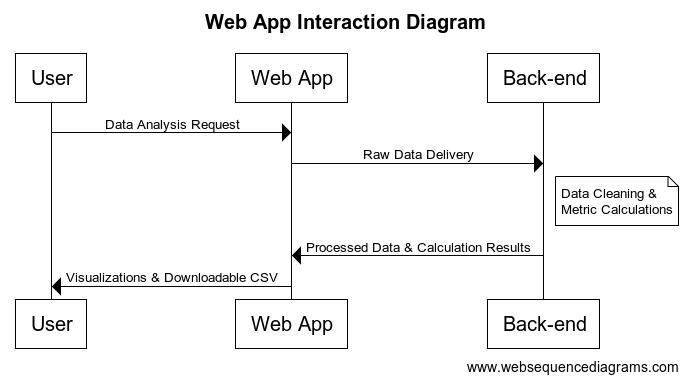 Web App Interaction Diagram
User
Web App
Back-end
Data Analysis Request
Raw Data Delivery
Data Cleaning &
Metric Calculations
Processed Data & Calculation Results
Visualizations & Downloadable CSV
User
Web App
Back-end
www.websequencediagrams.com